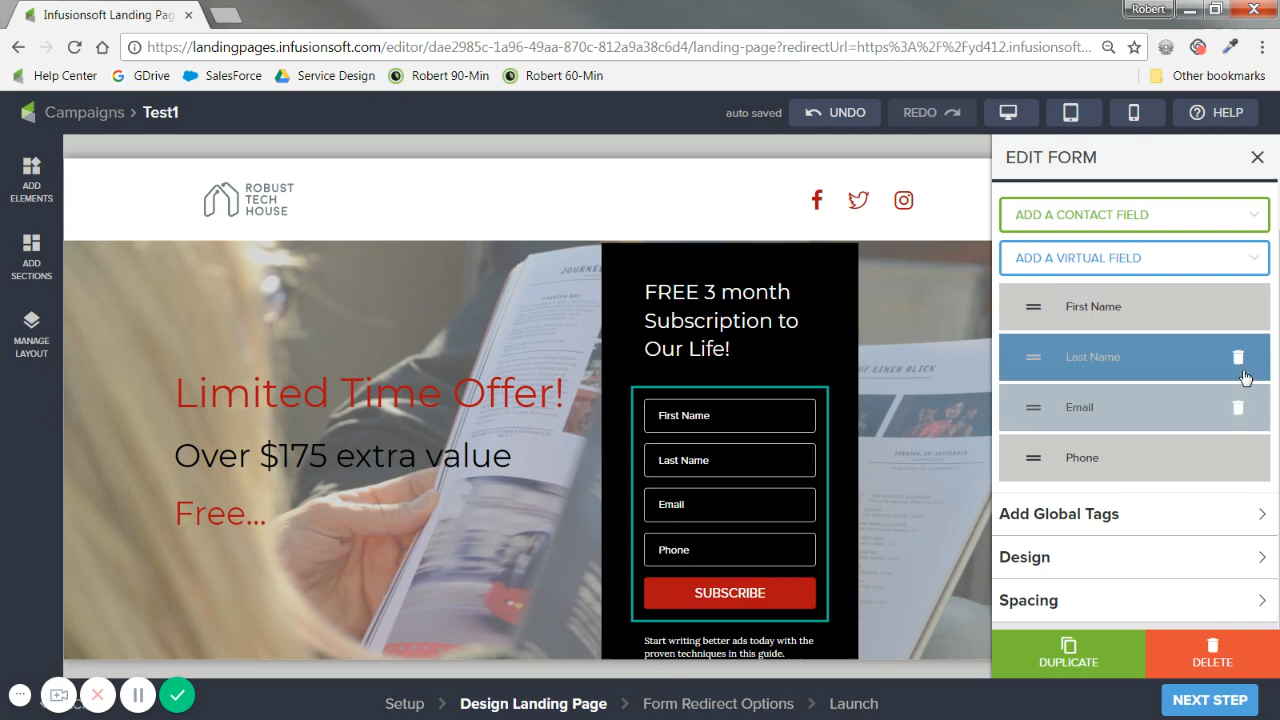 Infusionsoft Landing Pag
Robert
https://landingpages.infusionsoft.com/editor/dae2985c-1a96-49aa-870c-812a9a38c6d4/landing-page?redirectUrl=https%3A%2F%2Fyd412.infusionsoft...
Help Center
GDrive
SalesForce
Service Design
Robert 90-Min
Robert 60-Min
Other bookmarks
Campaigns > Test1
auto saved
UNDO
REDO
HELP
ADD
ELEMENTS
ADD
SECTIONS
MANAGE
LAYOUT
ROBUST
TECH
HOUSE
JOURNÉE
EINEN BLICK
Limited Time Offer!
Over $175 extra value
Free...
FREE 3 month
Subscription to
Our Life!
First Name
Last Name
Email
Phone
SUBSCRIBE
Start writing better ads today with the
proven techniques in this guide.
EDIT FORM
ADD A CONTACT FIELD
ADD A VIRTUAL FIELD
First Name
Last Name
Email
Phone
Add Global Tags
Design
Spacing
DUPLICATE
DELETE
Setup
Design Landing Page
Form Redirect Options
Launch
NEXT STEP